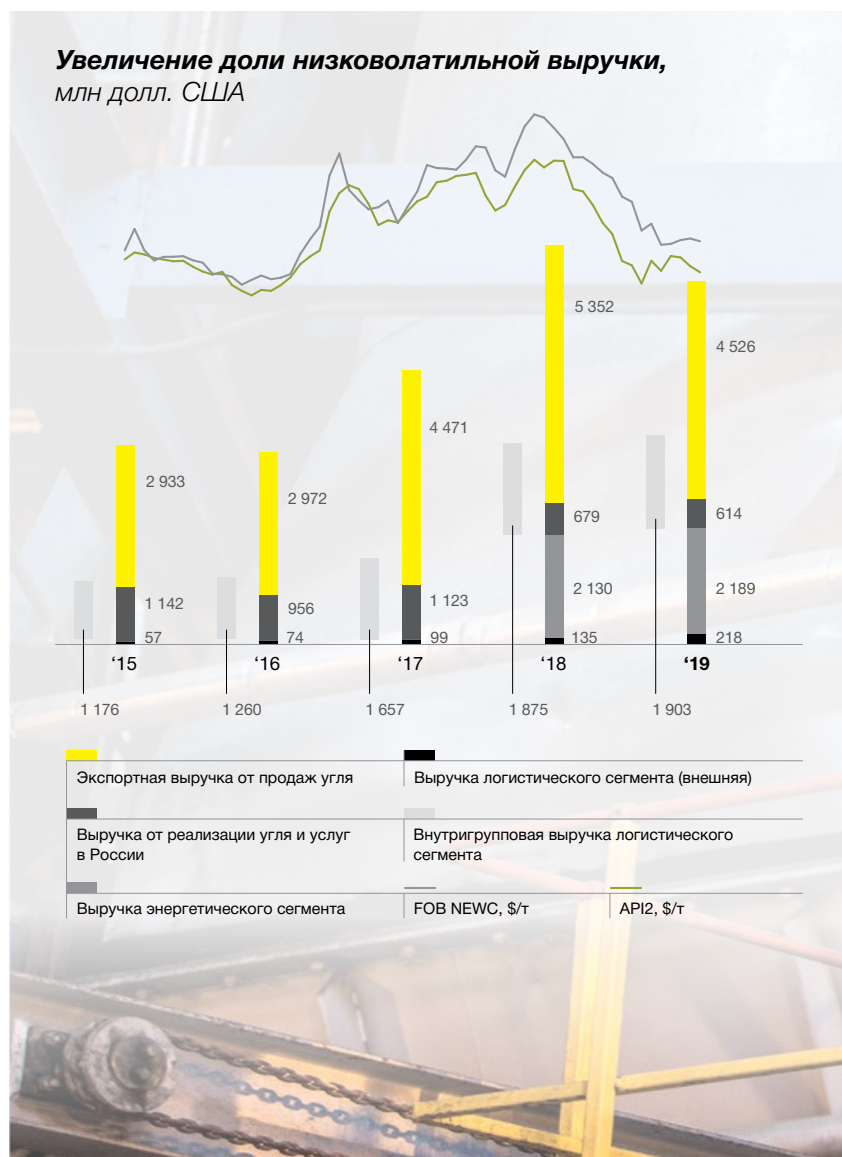 Увеличение доли низковолатильной выручки,
млн долл. США
5 352
4 526
4 471
2 933
2 972
679
614
1 142
956
1 123
2 130
2 189
57
74
99
135
218
‘15
‘16
‘17
‘18
‘19
1 176
1 260
1 657
1 875
1 903
Экспортная выручка от продаж угля
Выручка логистического сегмента (внешняя)
Выручка от реализации угля и услуг
в России
Внутригрупповая выручка логистического
сегмента
Выручка энергетического сегмента
FOB NEWC, $/т
API2, $/т